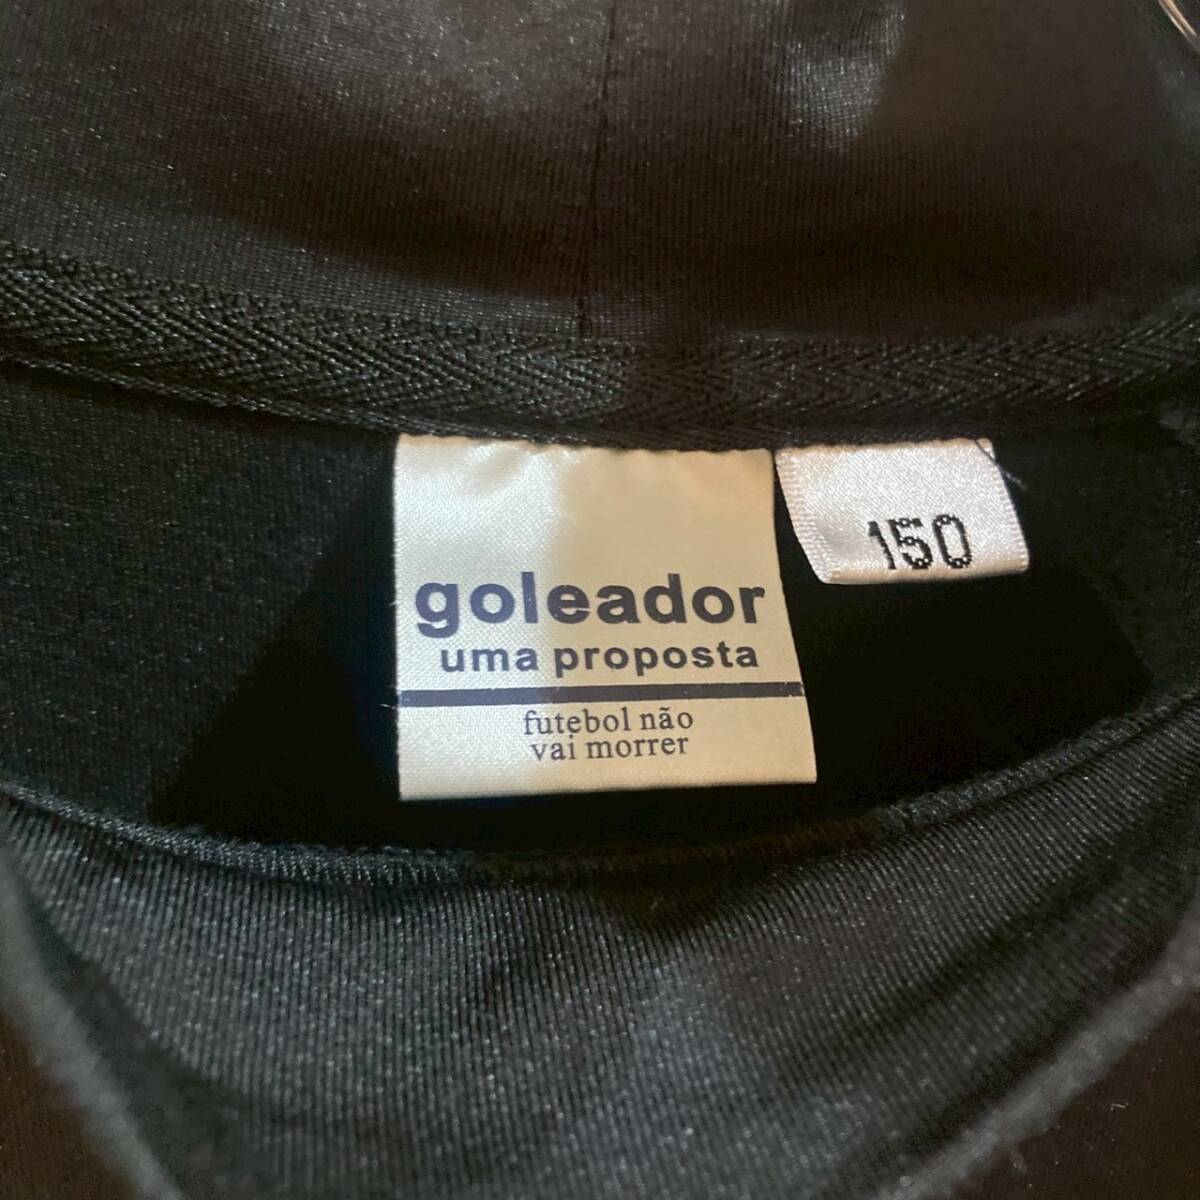 goleador
uma proposta
futebol não
vai morrer
150